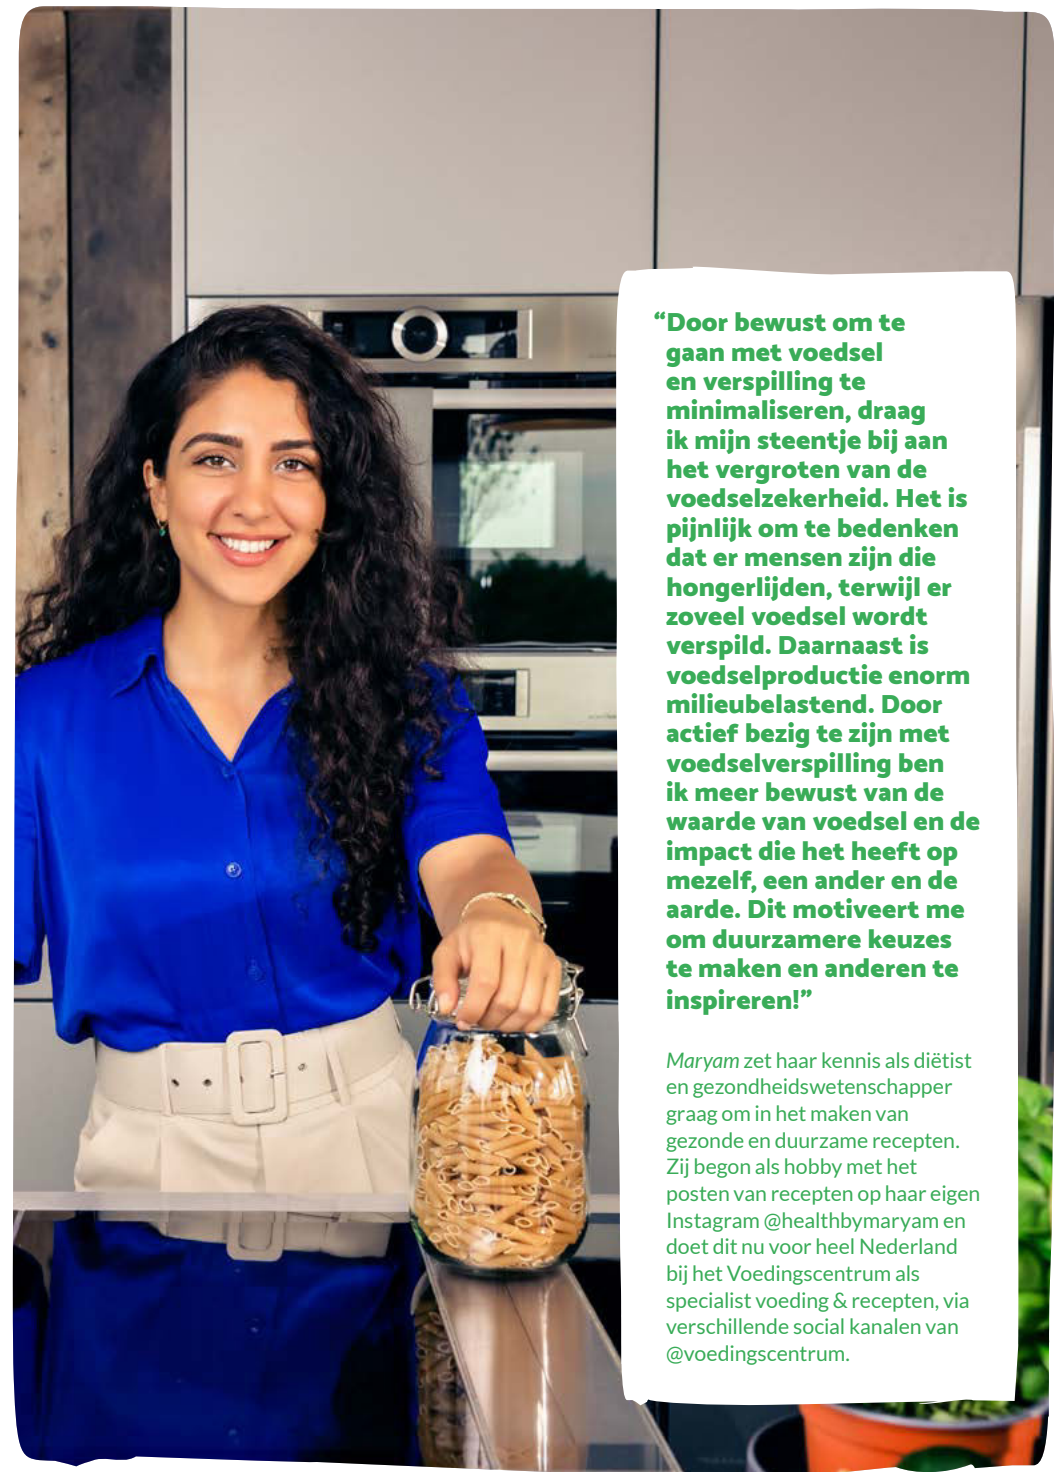 “Door bewust om te
gaan met voedsel
en verspilling te
minimaliseren, draag
ik mijn steentje bij aan
het vergroten van de
voedselzekerheid. Het is
pijnlijk om te bedenken
dat er mensen zijn die
hongerlijden, terwijl er
zoveel voedsel wordt
verspild. Daarnaast is
voedselproductie enorm
milieubelastend. Door
actief bezig te zijn met
voedselverspilling ben
ik meer bewust van de
waarde van voedsel en de
impact die het heeft op
mezelf, een ander en de
aarde. Dit motiveert me
om duurzamere keuzes
te maken en anderen te
inspireren!”
Maryam zet haar kennis als diëtist
en gezondheidswetenschapper
graag om in het maken van
gezonde en duurzame recepten.
Zij begon als hobby met het
posten van recepten op haar eigen
Instagram @healthbymaryam en
doet dit nu voor heel Nederland
bij het Voedingscentrum als
specialist voeding & recepten, via
verschillende social kanalen van
@voedingscentrum.